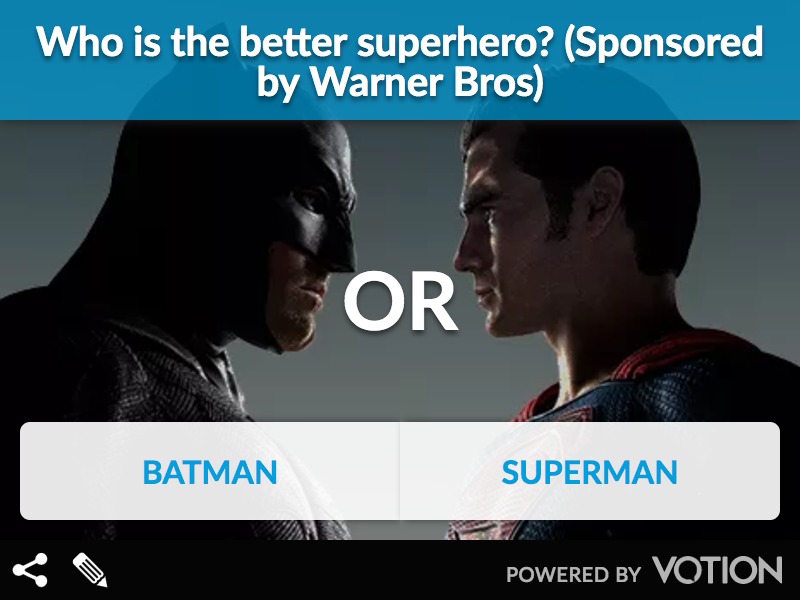 Who is the better superhero? (Sponsored
by Warner Bros)
OR
BATMAN
SUPERMAN
POWERED BY VOTION